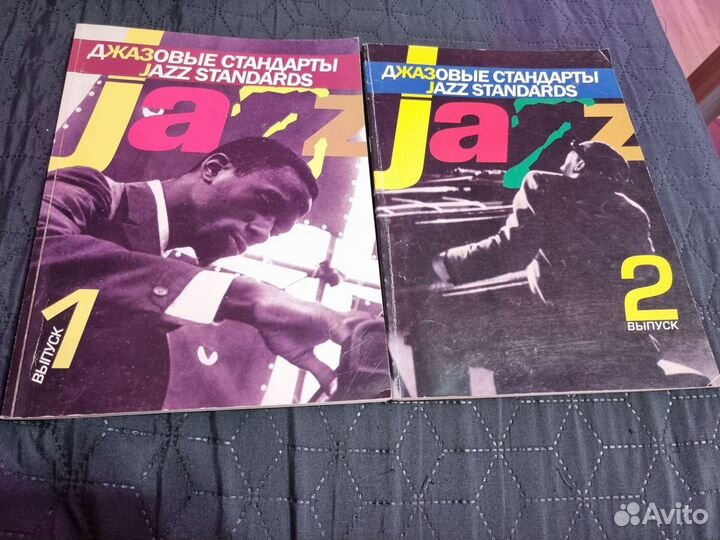 ДЖАЗОВЫЕ СТАНДАРТЫ
JAZZ STANDARDS
jazz
ВЫПУСК 1
ДЖАЗОВЫЕ СТАНДАРТЫ
JAZZ STANDARDS
jazz
2
ВЫПУСК
Avito